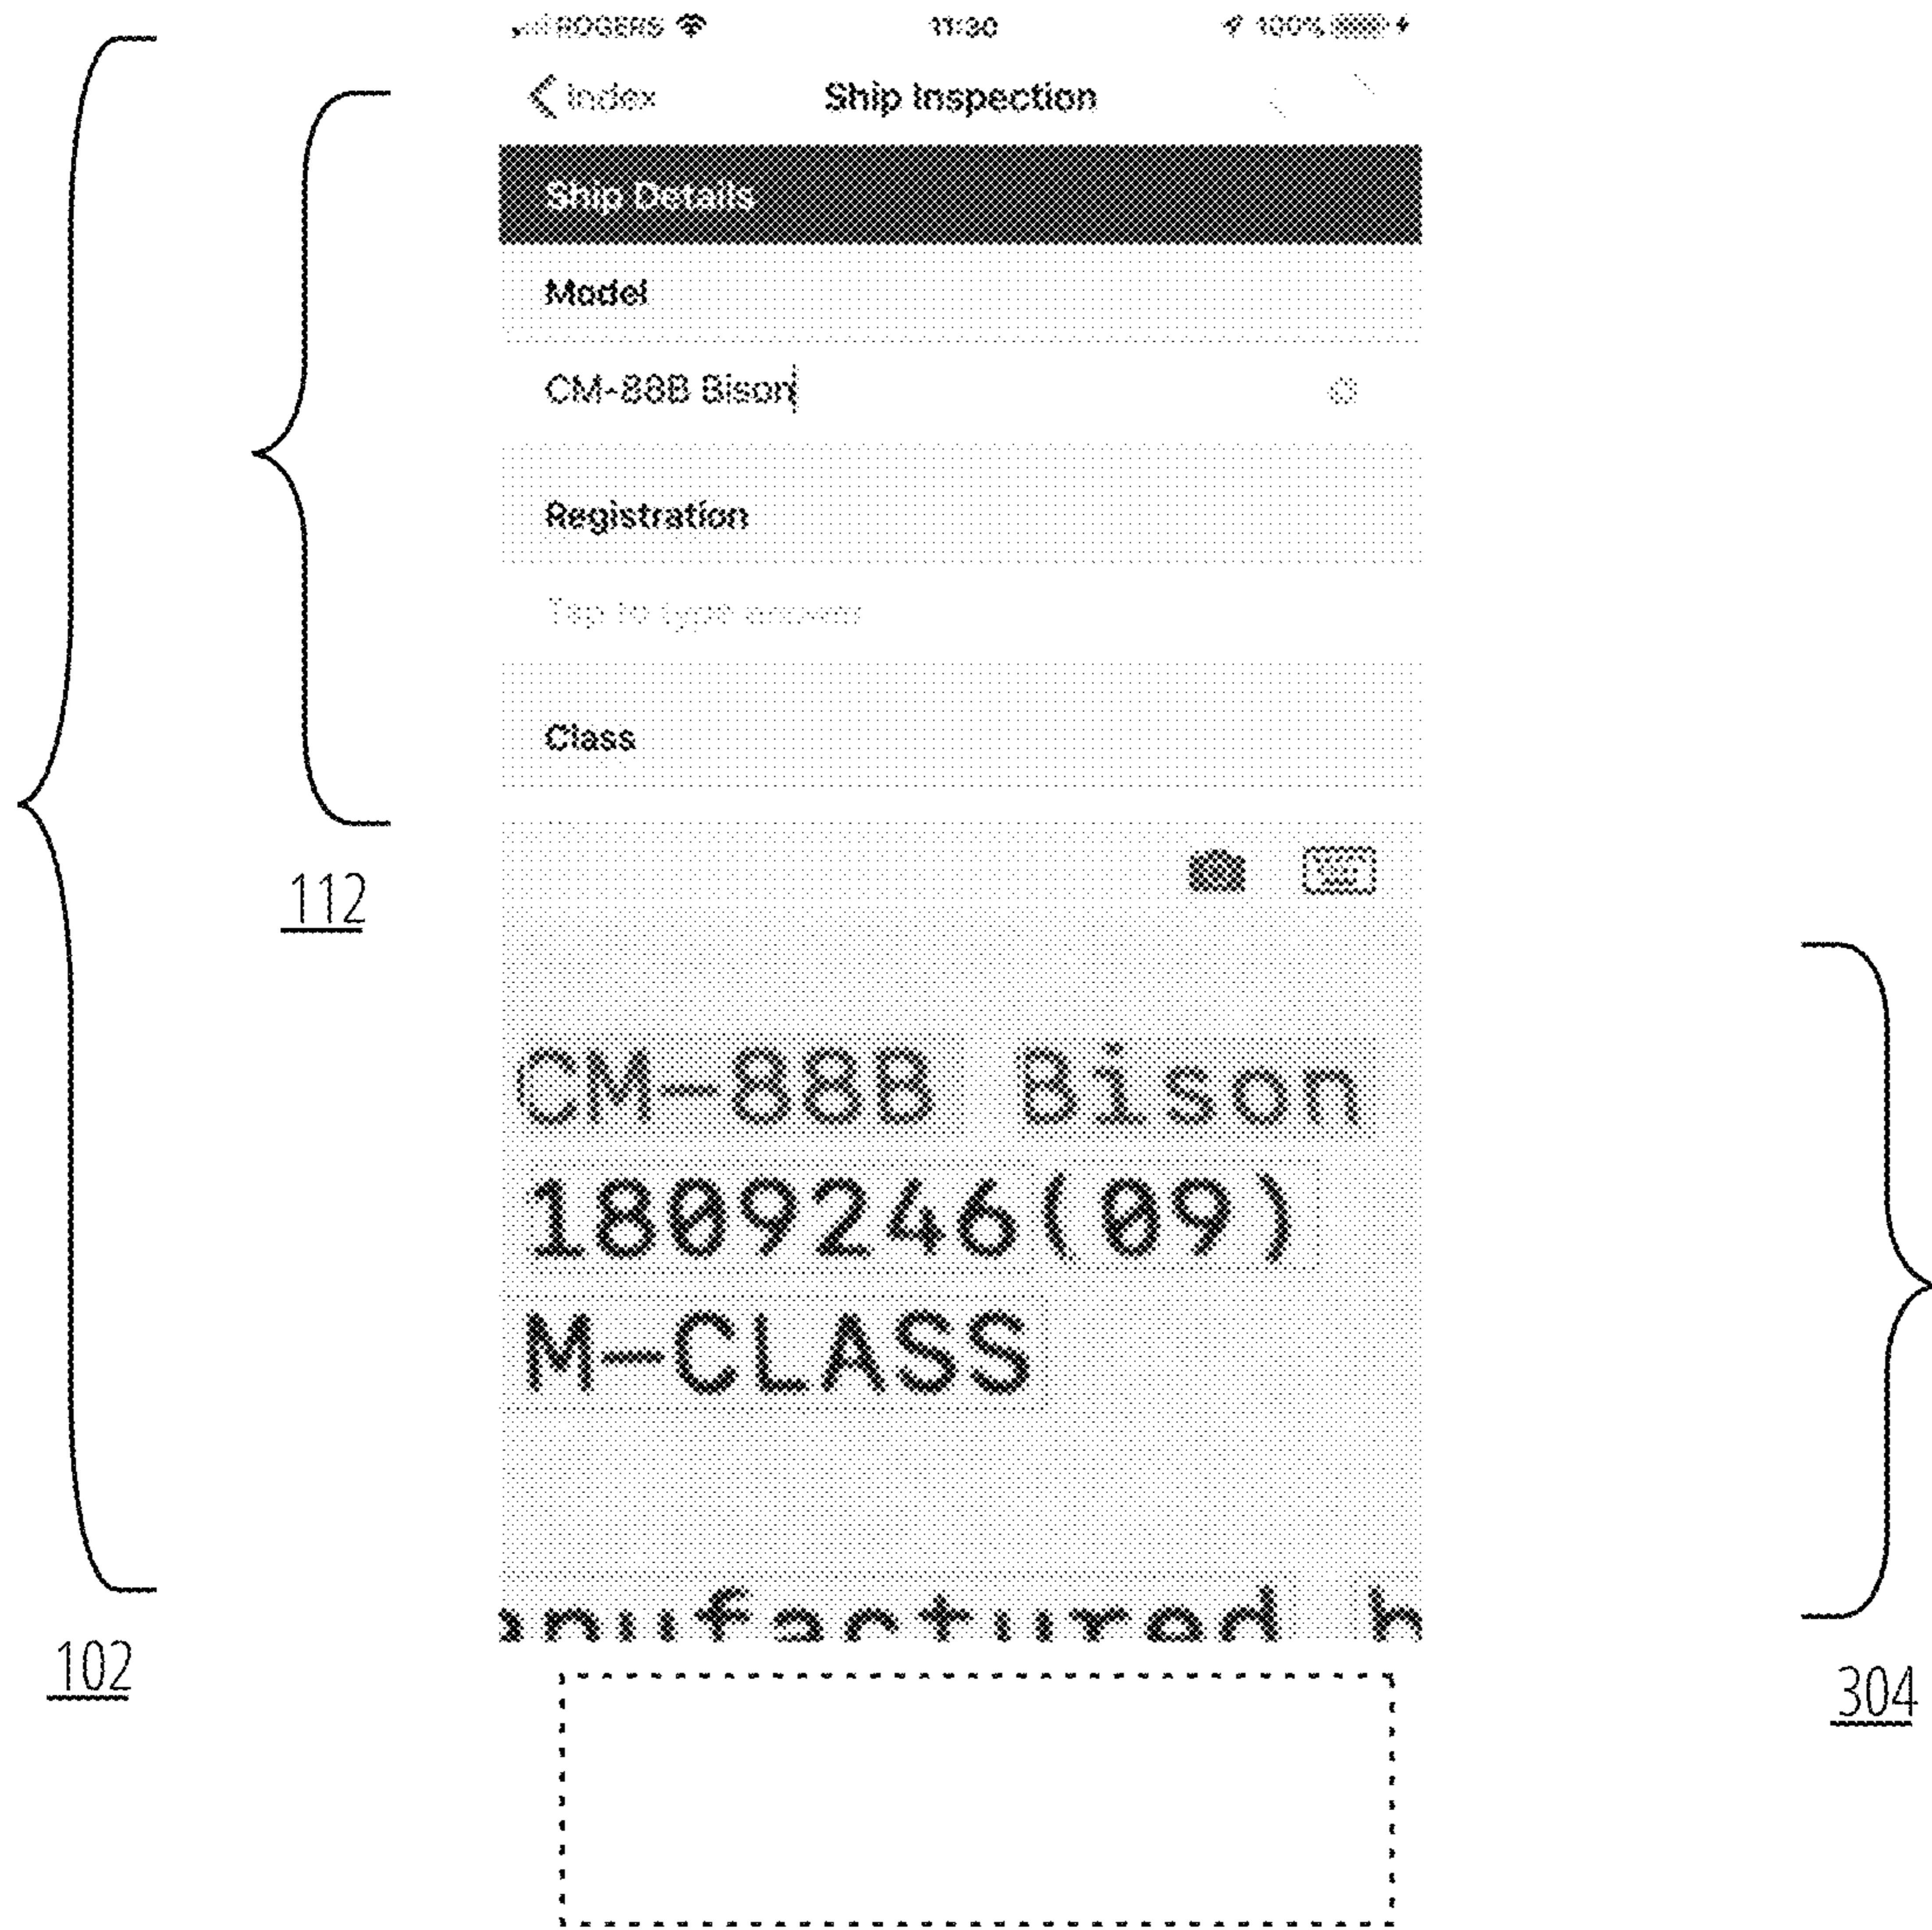 ROGERS 11:30 100%
Index Ship Inspection
Ship Details
Model
CM-88B Bison
Registration
Tap to type answer
Class
112
CM-88B Bison
1809246(09)
M-CLASS
anufactured b
102
304